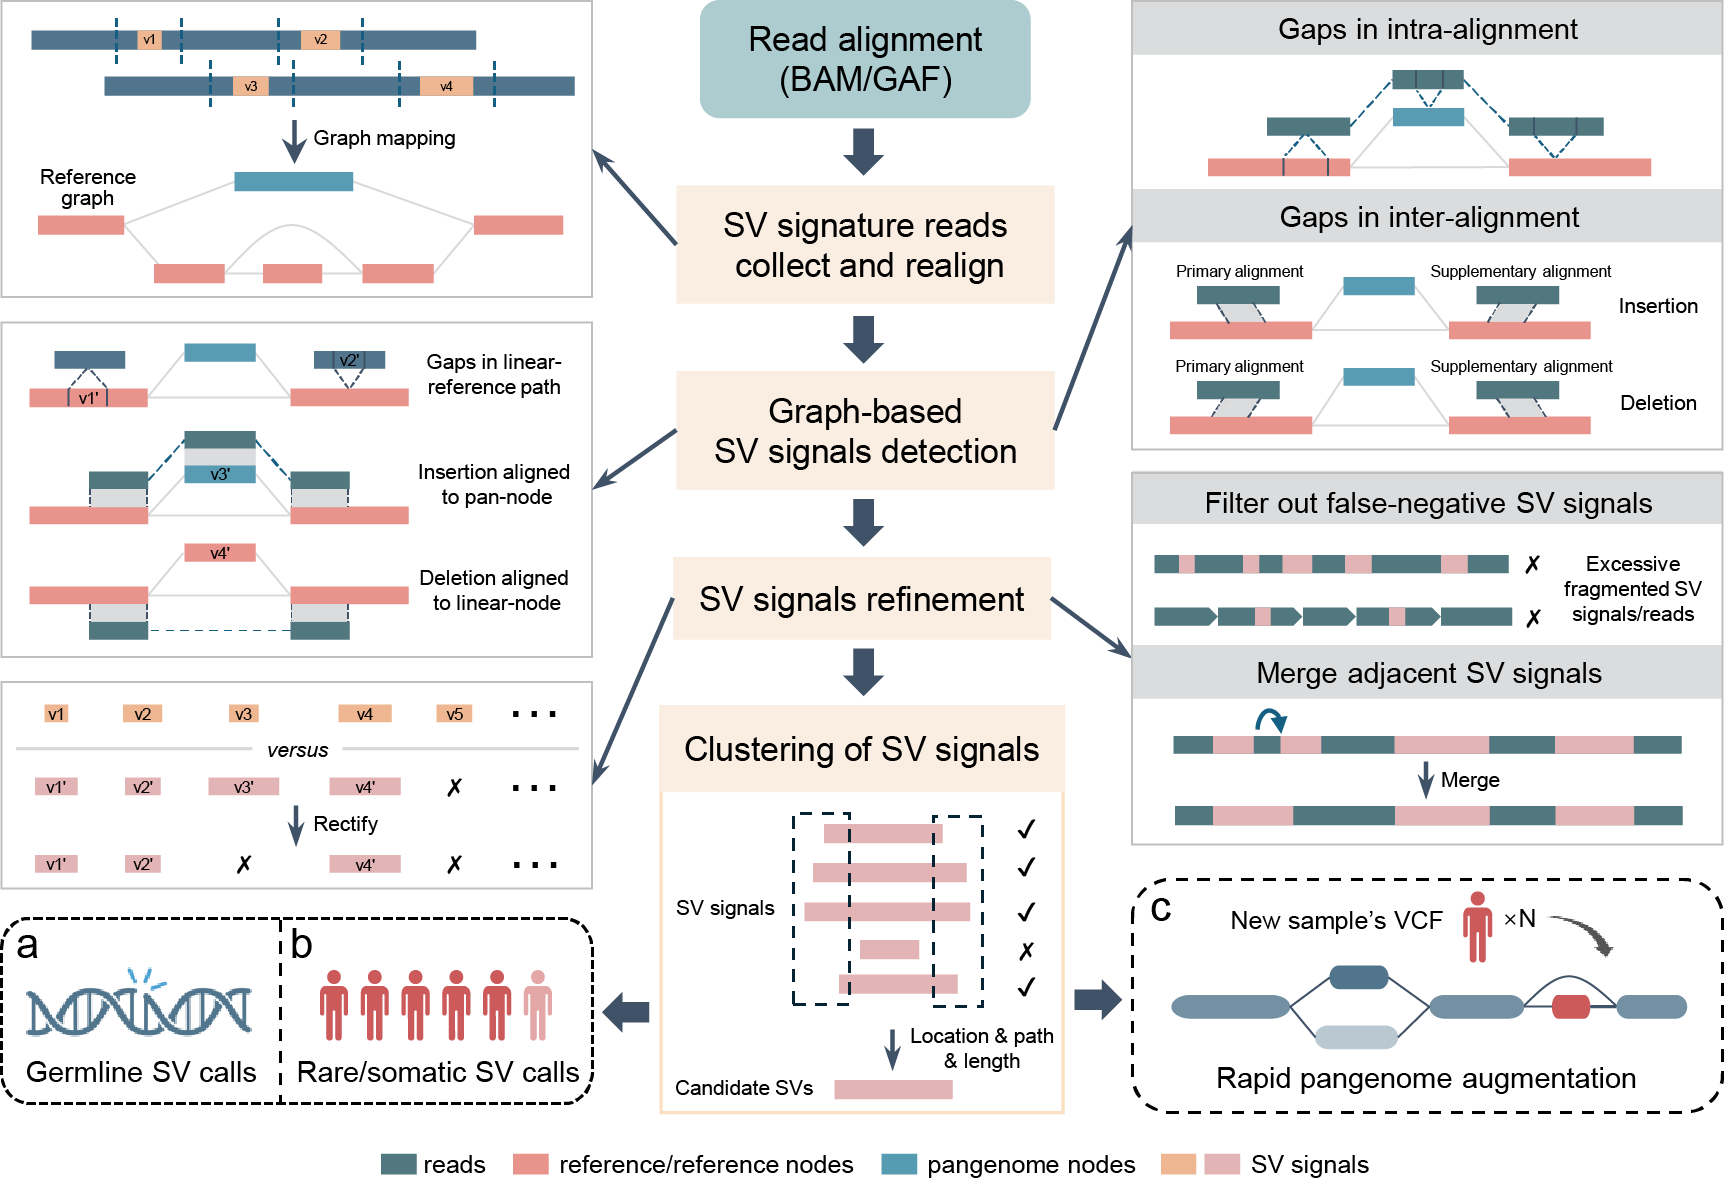 v1
v2
v3
v4
Graph mapping
Reference
graph
Gaps in linear-
reference path
v1'
v2'
Insertion aligned
to pan-node
v3'
Deletion aligned
to linear-node
v4'
v1 v2 v3 v4 v5 ...
versus
v1' v2' v3' v4' ✗ ...
Rectify
v1' v2' ✗ v4' ✗ ...
a
Germline SV calls
b
Rare/somatic SV calls
Read alignment
(BAM/GAF)
SV signature reads
collect and realign
Graph-based
SV signals detection
SV signals refinement
Clustering of SV signals
✓
✓
SV signals
✓
✗
✓
Location & path
& length
Candidate SVs
Gaps in intra-alignment
Gaps in inter-alignment
Primary alignment
Supplementary alignment
Insertion
Primary alignment
Supplementary alignment
Deletion
Filter out false-negative SV signals
✗
✗
Excessive
fragmented SV
signals/reads
Merge adjacent SV signals
Merge
c
New sample's VCF
×N
Rapid pangenome augmentation
reads
reference/reference nodes
pangenome nodes
SV signals